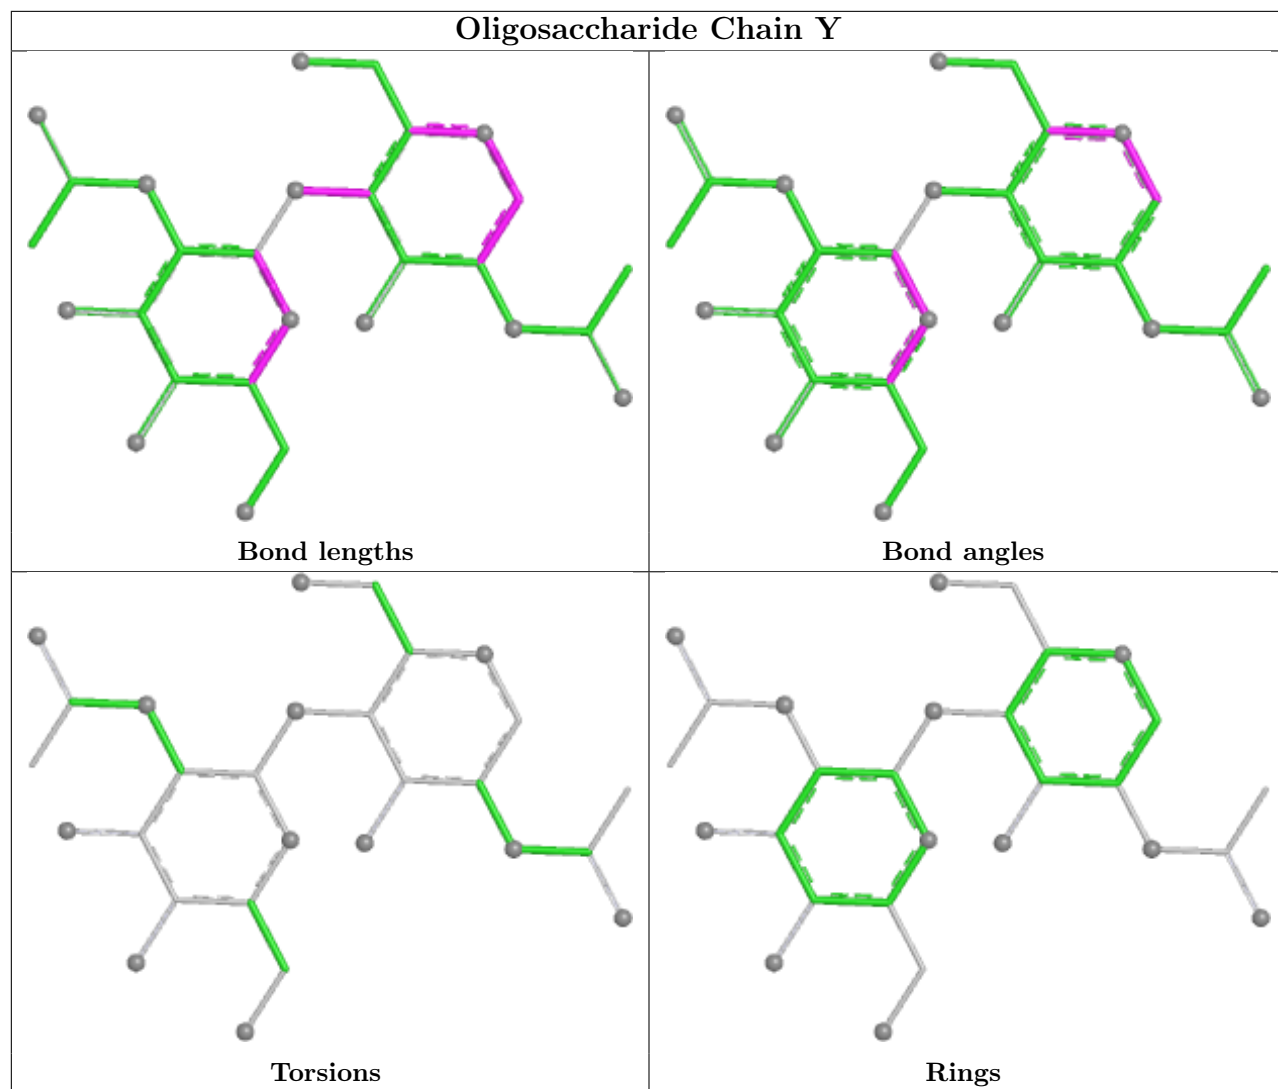 Oligosaccharide Chain Y
Bond lengths
Bond angles
Torsions
Rings